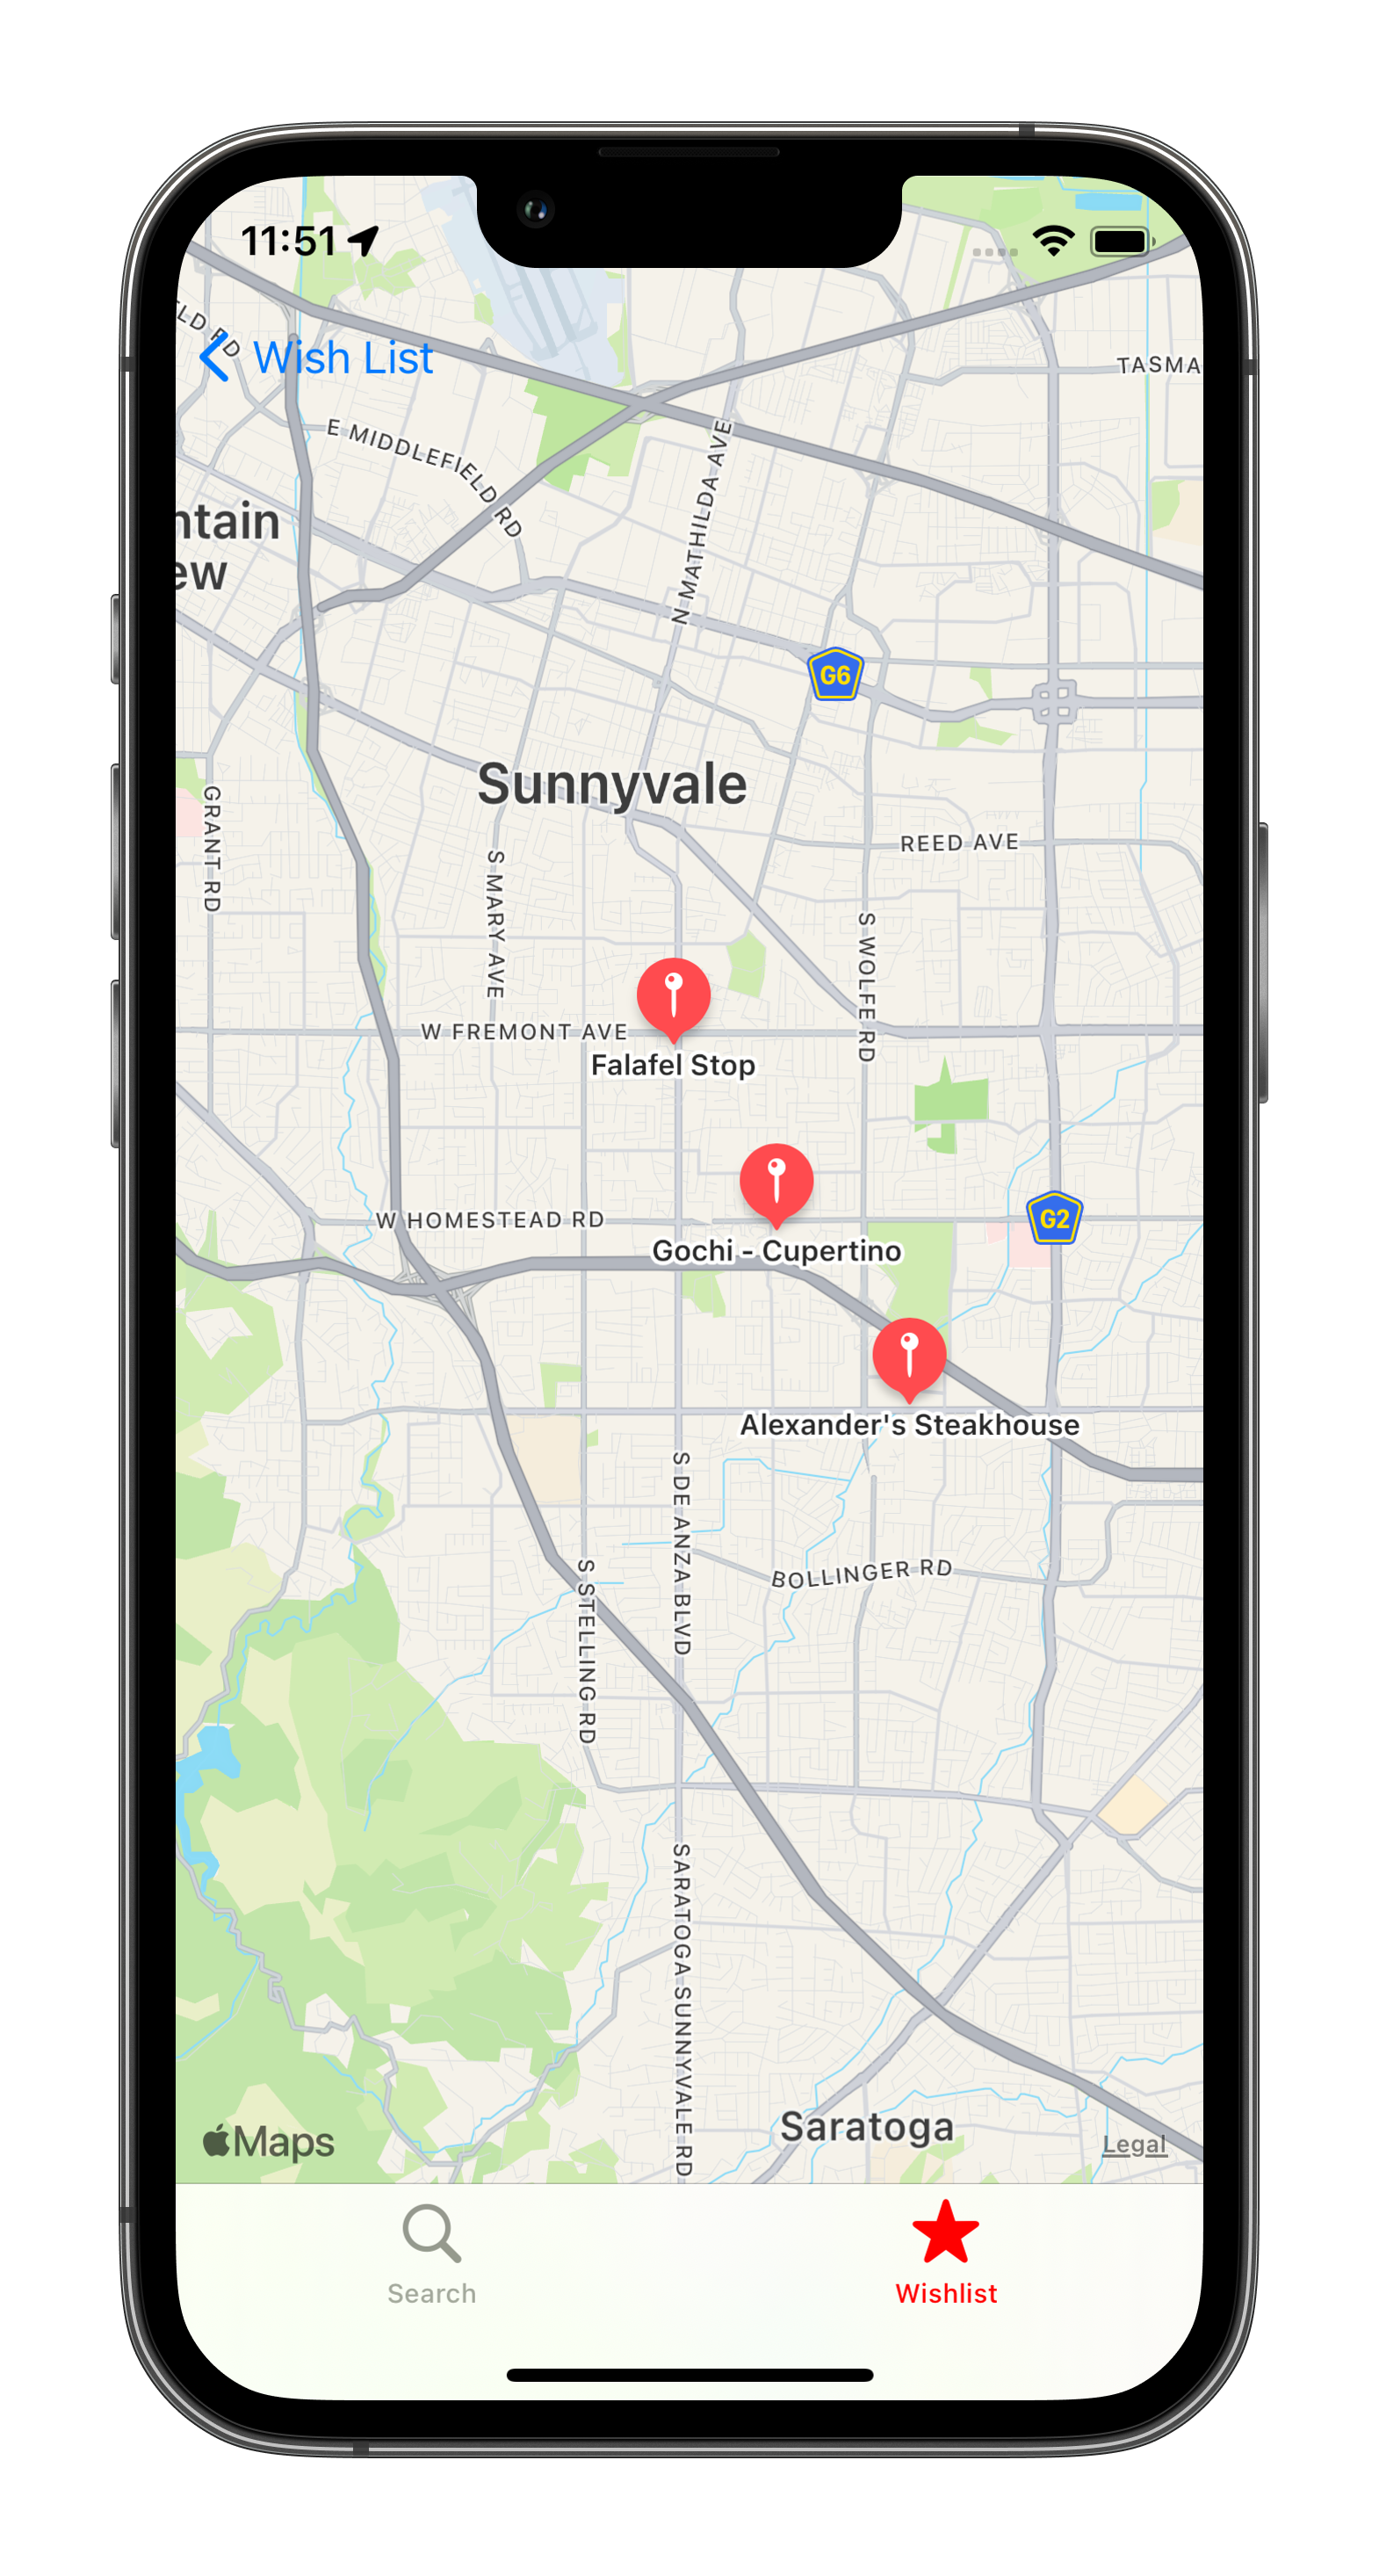 11:51
LD RD
Wish List
TASMA
E MIDDLEFIELD RD
N MATHILDA AVE
ntain
ew
G6
Sunnyvale
GRANT RD
REED AVE
S MARY AVE
S WOLFE RD
W FREMONT AVE
Falafel Stop
W HOMESTEAD RD
G2
Gochi - Cupertino
Alexander's Steakhouse
S DE ANZA BLVD
BOLLINGER RD
S STELLING RD
SARATOGA SUNNYVALE RD
Saratoga
Maps
Legal
Search
Wishlist